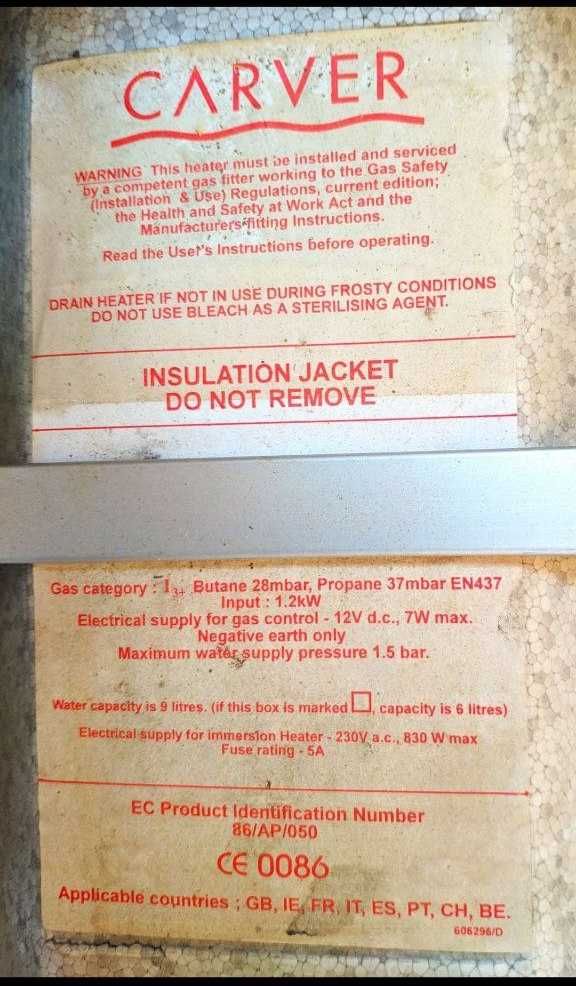 CARVER
WARNING This heater must be installed and serviced
by a competent gas fitter working to the Gas Safety
(Installation & Use) Regulations, current edition;
the Health and Safety at Work Act and the
Manufacturers fitting Instructions.
Read the User's Instructions before operating.
DRAIN HEATER IF NOT IN USE DURING FROSTY CONDITIONS
DO NOT USE BLEACH AS A STERILISING AGENT.
INSULATION JACKET
DO NOT REMOVE
Gas category : I3+ Butane 28mbar, Propane 37mbar EN437
Input : 1.2kW
Electrical supply for gas control - 12V d.c., 7W max.
Negative earth only
Maximum water supply pressure 1.5 bar.
Water capacity is 9 litres. (if this box is marked □, capacity is 6 litres)
Electrical supply for immersion Heater - 230V a.c., 830 W max
Fuse rating - 5A
EC Product Identification Number
86/AP/050
CE 0086
Applicable countries ; GB, IE, FR, IT, ES, PT, CH, BE.
606296/D